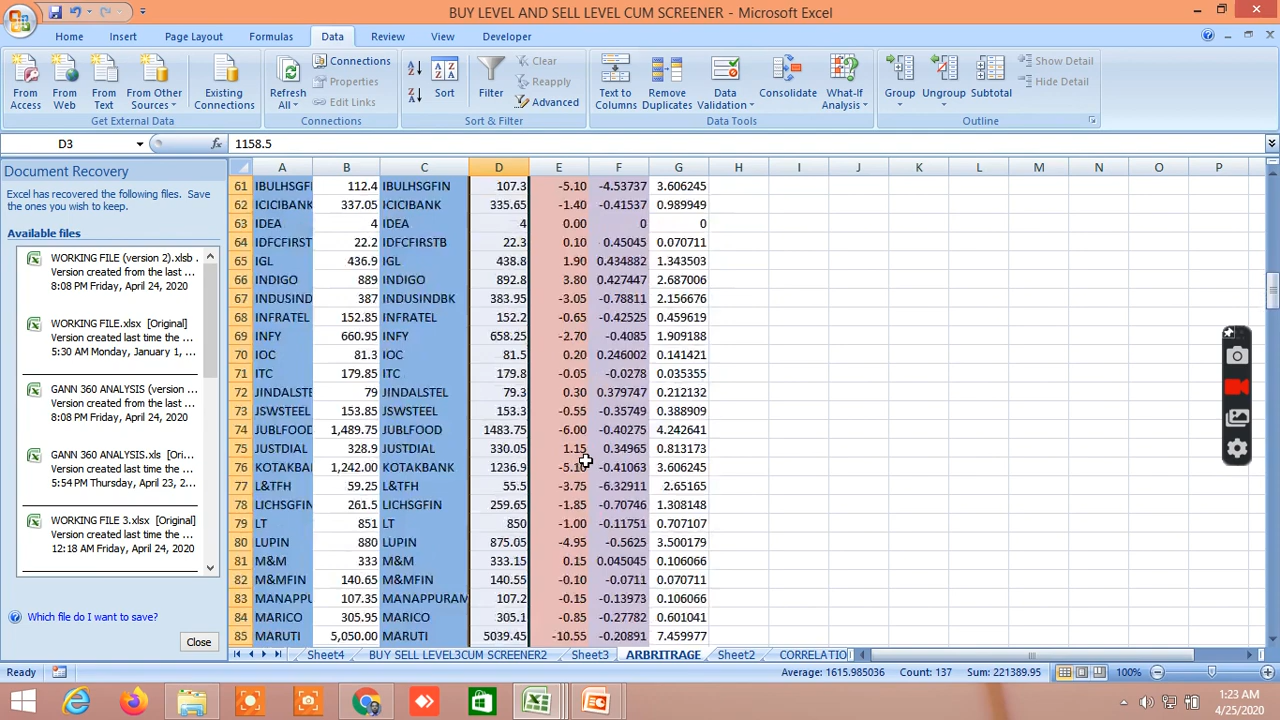 BUY LEVEL AND SELL LEVEL CUM SCREENER - Microsoft Excel
Home Insert Page Layout Formulas Data Review View Developer
From Access From Web From Text From Other Sources Existing Connections
Get External Data
Refresh All Connections Properties Edit Links
Connections
Sort Filter Clear Reapply Advanced
Sort & Filter
Text to Columns Remove Duplicates Data Validation Consolidate What-If Analysis
Data Tools
Group Ungroup Subtotal Show Detail Hide Detail
Outline
D3 fx 1158.5
Document Recovery
Excel has recovered the following files. Save
the ones you wish to keep.
Available files
WORKING FILE (version 2).xlsb
Version created from the last ...
8:08 PM Friday, April 24, 2020
WORKING FILE.xlsx [Original]
Version created last time the ...
5:30 AM Monday, January 1, ...
GANN 360 ANALYSIS (version ...
Version created from the last ...
8:08 PM Friday, April 24, 2020
GANN 360 ANALYSIS.xls [Ori...
Version created last time the ...
5:54 PM Thursday, April 23, 2...
WORKING FILE 3.xlsx [Original]
Version created last time the ...
12:18 AM Friday, April 24, 2020
Which file do I want to save?
Close
A B C D E F G H I J K L M N O P
61 IBULHSGFI 112.4 IBULHSGFIN 107.3 -5.10 -4.53737 3.606245
62 ICICIBANK 337.05 ICICIBANK 335.65 -1.40 -0.41537 0.989949
63 IDEA 4 IDEA 4 0.00 0 0
64 IDFCFIRST 22.2 IDFCFIRSTB 22.3 0.10 0.45045 0.070711
65 IGL 436.9 IGL 438.8 1.90 0.434882 1.343503
66 INDIGO 889 INDIGO 892.8 3.80 0.427447 2.687006
67 INDUSIND 387 INDUSINDBK 383.95 -3.05 -0.78811 2.156676
68 INFRATEL 152.85 INFRATEL 152.2 -0.65 -0.42525 0.459619
69 INFY 660.95 INFY 658.25 -2.70 -0.4085 1.909188
70 IOC 81.3 IOC 81.5 0.20 0.246002 0.141421
71 ITC 179.85 ITC 179.8 -0.05 -0.0278 0.035355
72 JINDALSTE 79 JINDALSTEL 79.3 0.30 0.379747 0.212132
73 JSWSTEEL 153.85 JSWSTEEL 153.3 -0.55 -0.35749 0.388909
74 JUBLFOOD 1,489.75 JUBLFOOD 1483.75 -6.00 -0.40275 4.242641
75 JUSTDIAL 328.9 JUSTDIAL 330.05 1.15 0.34965 0.813173
76 KOTAKBANK 1,242.00 KOTAKBANK 1236.9 -5.10 -0.41063 3.606245
77 L&TFH 59.25 L&TFH 55.5 -3.75 -6.32911 2.65165
78 LICHSGFIN 261.5 LICHSGFIN 259.65 -1.85 -0.70746 1.308148
79 LT 851 LT 850 -1.00 -0.11751 0.707107
80 LUPIN 880 LUPIN 875.05 -4.95 -0.5625 3.500179
81 M&M 333 M&M 333.15 0.15 0.045045 0.106066
82 M&MFIN 140.65 M&MFIN 140.55 -0.10 -0.0711 0.070711
83 MANAPPU 107.35 MANAPPURAM 107.2 -0.15 -0.13973 0.106066
84 MARICO 305.95 MARICO 305.1 -0.85 -0.27782 0.601041
85 MARUTI 5,050.00 MARUTI 5039.45 -10.55 -0.20891 7.459977
Sheet4 BUY SELL LEVEL3CUM SCREENER2 Sheet3 ARBRITRAGE Sheet2 CORRELATIO
Ready Average: 1615.985036 Count: 137 Sum: 221389.95 100%
1:23 AM
4/25/2020